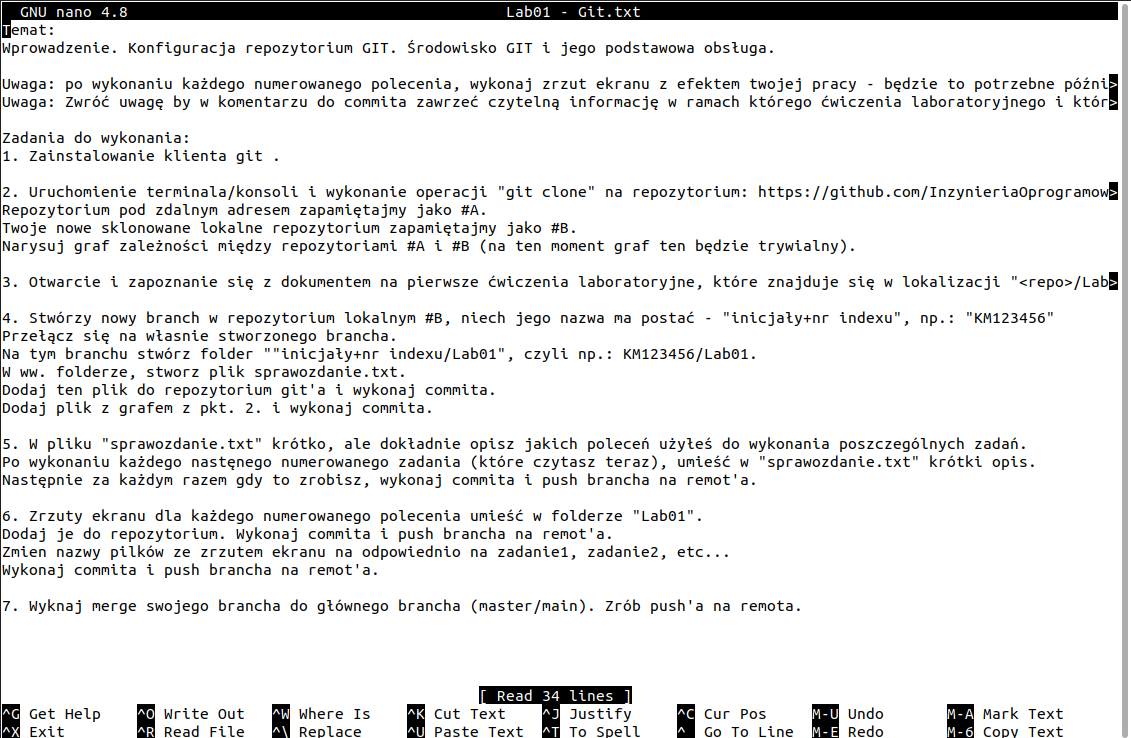 GNU nano 4.8 Lab01 - Git.txt
Temat:
Wprowadzenie. Konfiguracja repozytorium GIT. Środowisko GIT i jego podstawowa obsługa.
Uwaga: po wykonaniu każdego numerowanego polecenia, wykonaj zrzut ekranu z efektem twojej pracy - będzie to potrzebne późni>
Uwaga: Zwróć uwagę by w komentarzu do commita zawrzeć czytelną informację w ramach którego ćwiczenia laboratoryjnego i któr>
Zadania do wykonania:
1. Zainstalowanie klienta git .
2. Uruchomienie terminala/konsoli i wykonanie operacji "git clone" na repozytorium: https://github.com/InzynieriaOprogramow>
Repozytorium pod zdalnym adresem zapamiętajmy jako #A.
Twoje nowe sklonowane lokalne repozytorium zapamiętajmy jako #B.
Narysuj graf zależności między repozytoriami #A i #B (na ten moment graf ten będzie trywialny).
3. Otwarcie i zapoznanie się z dokumentem na pierwsze ćwiczenia laboratoryjne, które znajduje się w lokalizacji "<repo>/Lab>
4. Stwórzy nowy branch w repozytorium lokalnym #B, niech jego nazwa ma postać - "inicjały+nr indexu", np.: "KM123456"
Przełącz się na własnie stworzonego brancha.
Na tym branchu stwórz folder ""inicjały+nr indexu/Lab01", czyli np.: KM123456/Lab01.
W ww. folderze, stworz plik sprawozdanie.txt.
Dodaj ten plik do repozytorium git'a i wykonaj commita.
Dodaj plik z grafem z pkt. 2. i wykonaj commita.
5. W pliku "sprawozdanie.txt" krótko, ale dokładnie opisz jakich poleceń użyłeś do wykonania poszczególnych zadań.
Po wykonaniu każdego nastęnego numerowanego zadania (które czytasz teraz), umieść w "sprawozdanie.txt" krótki opis.
Następnie za każdym razem gdy to zrobisz, wykonaj commita i push brancha na remot'a.
6. Zrzuty ekranu dla każdego numerowanego polecenia umieść w folderze "Lab01".
Dodaj je do repozytorium. Wykonaj commita i push brancha na remot'a.
Zmien nazwy pilków ze zrzutem ekranu na odpowiednio na zadanie1, zadanie2, etc...
Wykonaj commita i push brancha na remot'a.
7. Wyknaj merge swojego brancha do głównego brancha (master/main). Zrób push'a na remota.
[ Read 34 lines ]
^G Get Help ^O Write Out ^W Where Is ^K Cut Text ^J Justify ^C Cur Pos M-U Undo M-A Mark Text
^X Exit ^R Read File ^\ Replace ^U Paste Text ^T To Spell ^_ Go To Line M-E Redo M-6 Copy Text